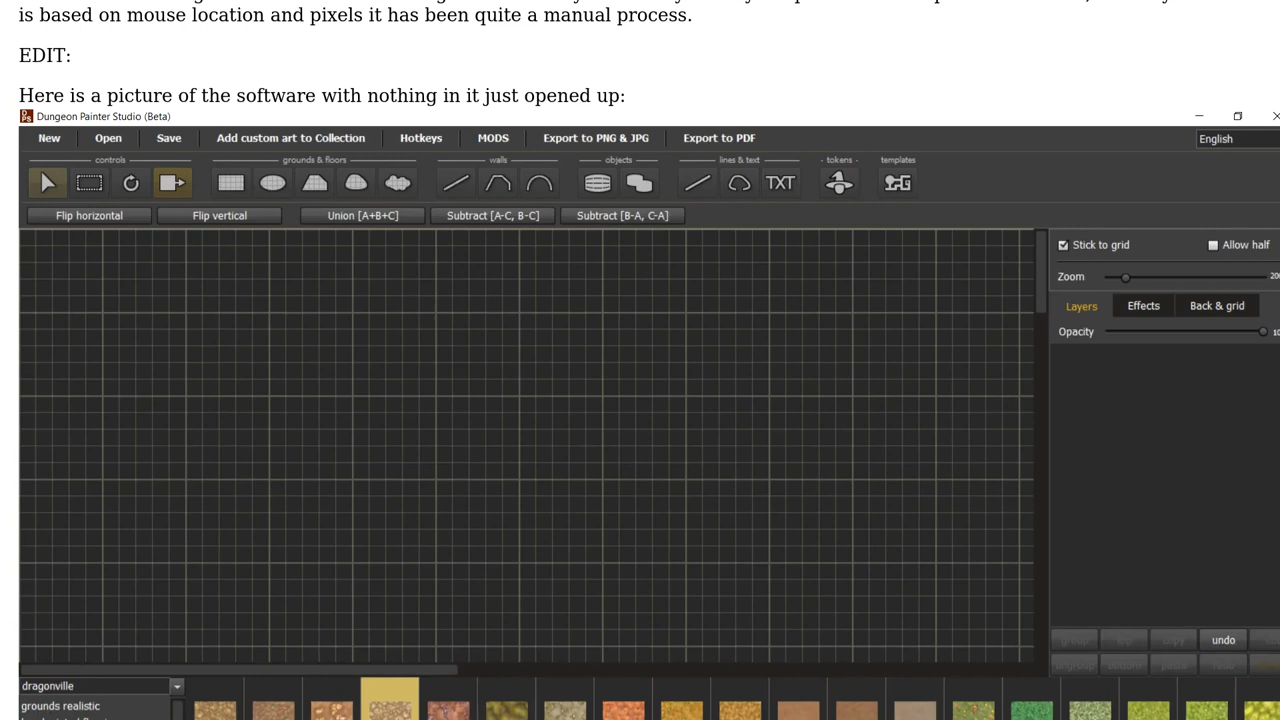 is based on mouse location and pixels it has been quite a manual process.
EDIT:
Here is a picture of the software with nothing in it just opened up:
Dungeon Painter Studio (Beta)
New Open Save Add custom art to Collection Hotkeys MODS Export to PNG & JPG Export to PDF English
controls grounds & floors walls objects lines & text tokens templates
TXT
Flip horizontal Flip vertical Union [A+B+C] Subtract [A-C, B-C] Subtract [B-A, C-A]
Stick to grid Allow half
Zoom
Layers Effects Back & grid
Opacity
undo
dragonville
grounds realistic